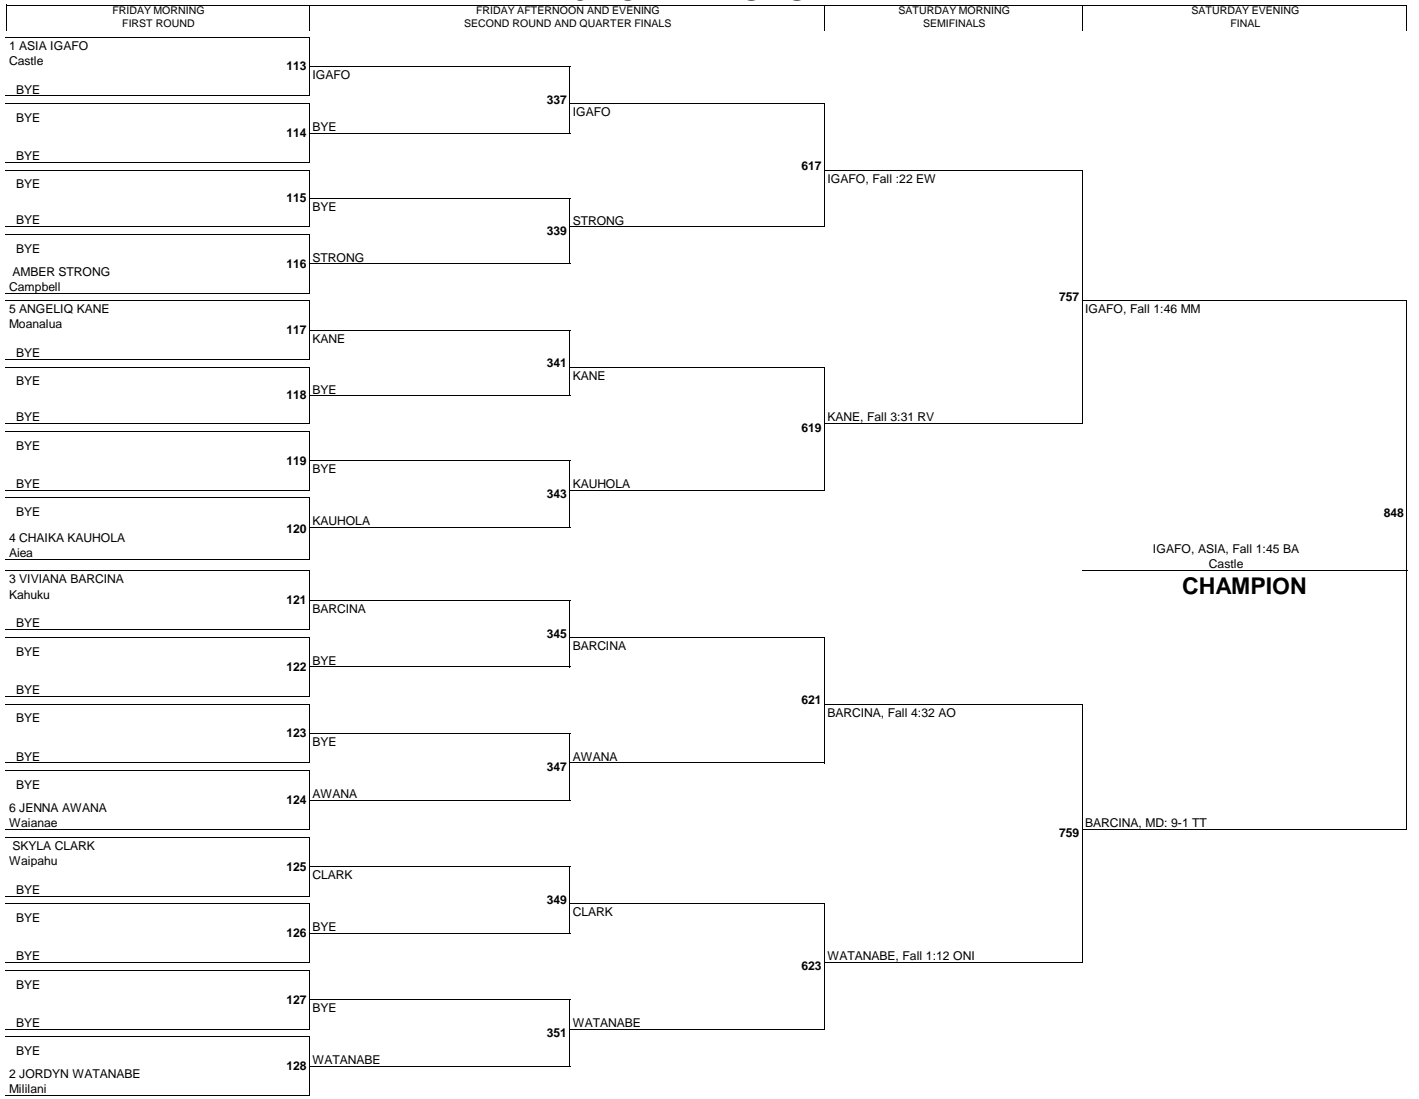 FRIDAY MORNING
FIRST ROUND
FRIDAY AFTERNOON AND EVENING
SECOND ROUND AND QUARTER FINALS
SATURDAY MORNING
SEMIFINALS
SATURDAY EVENING
FINAL
1 ASIA IGAFO
Castle
113
BYE
IGAFO
337
BYE
114
BYE
BYE
IGAFO
617
BYE
115
BYE
BYE
339
STRONG
BYE
116
STRONG
AMBER STRONG
Campbell
IGAFO, Fall :22 EW
757
5 ANGELIQ KANE
Moanalua
117
BYE
KANE
341
BYE
118
BYE
BYE
KANE
619
BYE
119
BYE
BYE
343
KAUHOLA
BYE
120
KAUHOLA
4 CHAIKA KAUHOLA
Aiea
KANE, Fall 3:31 RV
IGAFO, Fall 1:46 MM
848
IGAFO, ASIA, Fall 1:45 BA
Castle
CHAMPION
3 VIVIANA BARCINA
Kahuku
121
BYE
BARCINA
345
BYE
122
BYE
BYE
BARCINA
621
BYE
123
BYE
BYE
347
AWANA
BYE
124
AWANA
6 JENNA AWANA
Waianae
BARCINA, Fall 4:32 AO
759
BARCINA, MD: 9-1 TT
SKYLA CLARK
Waipahu
125
BYE
CLARK
349
BYE
126
BYE
BYE
CLARK
623
WATANABE, Fall 1:12 ONI
BYE
127
BYE
BYE
351
WATANABE
BYE
128
WATANABE
2 JORDYN WATANABE
Mililani